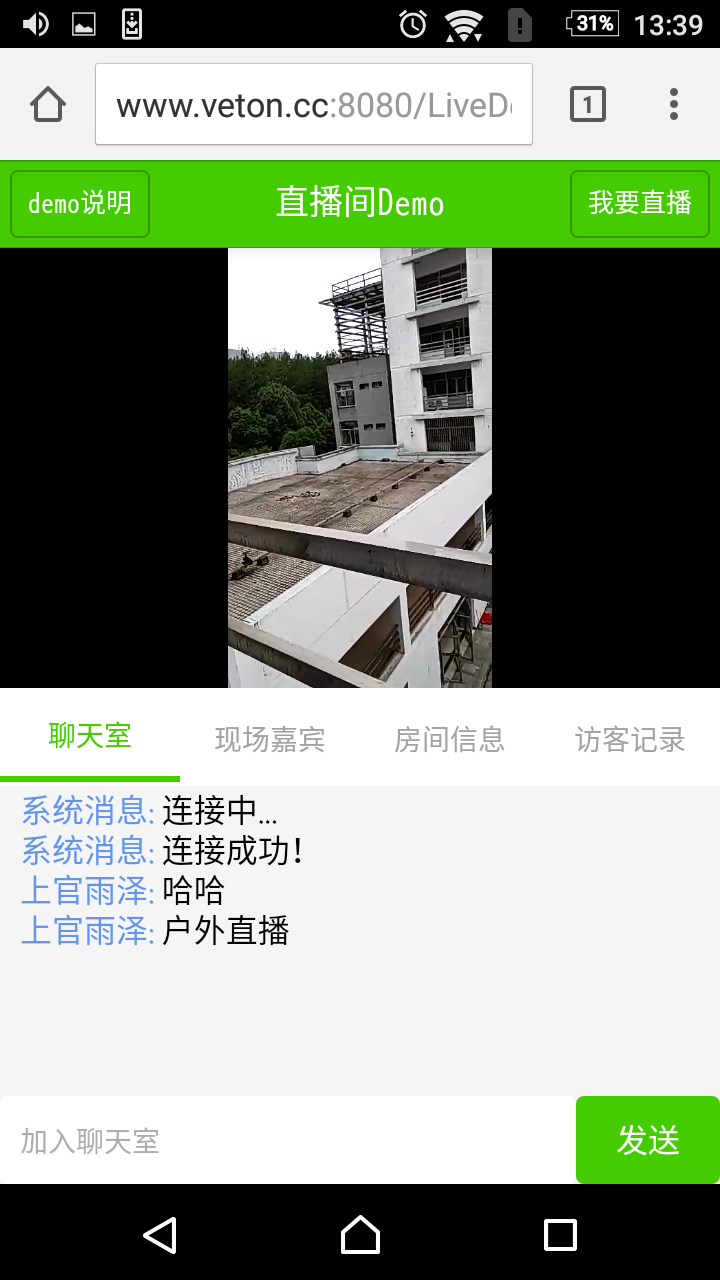 31% 13:39
www.veton.cc:8080/LiveD
1
demo说明 直播间Demo 我要直播
聊天室 现场嘉宾 房间信息 访客记录
系统消息: 连接中...
系统消息: 连接成功!
上官雨泽: 哈哈
上官雨泽: 户外直播
加入聊天室 发送